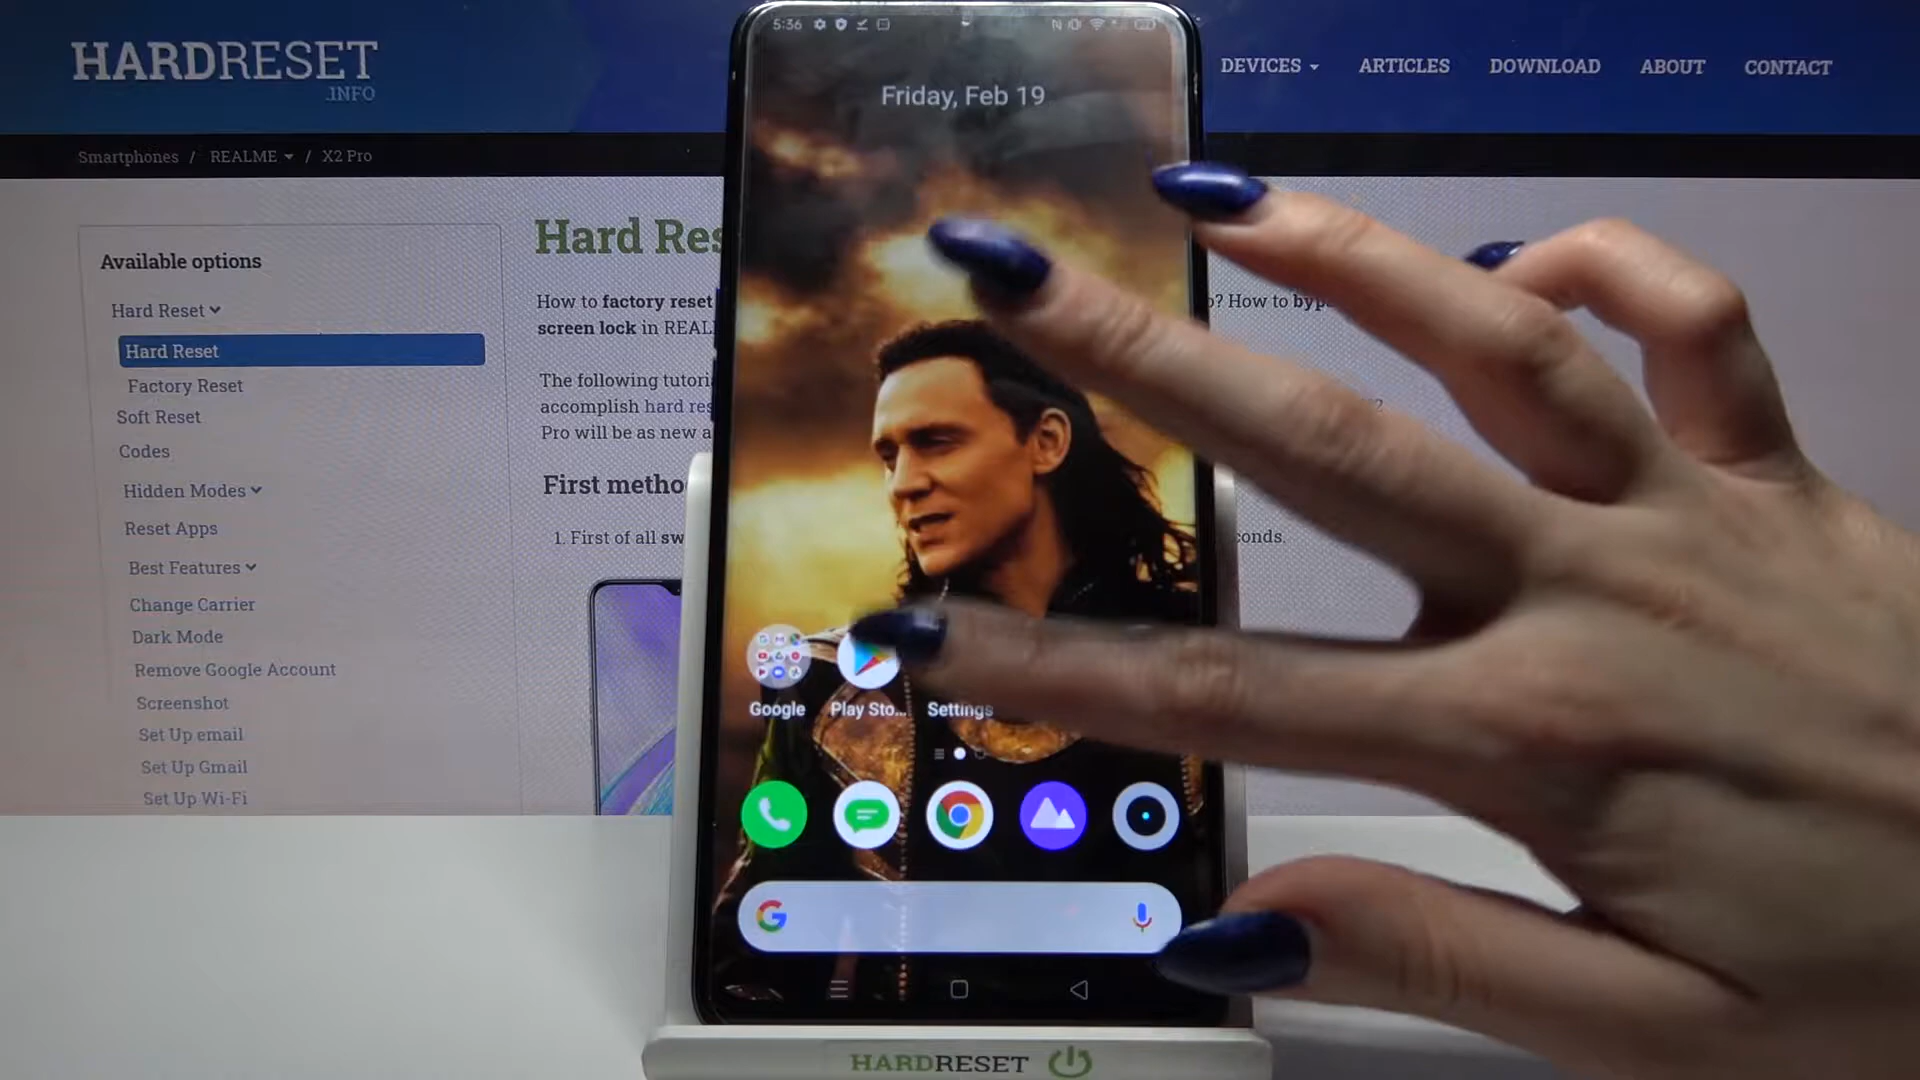 HARDRESET
.INFO
DEVICES
ARTICLES
DOWNLOAD
ABOUT
CONTACT
Smartphones / REALME / X2 Pro
Available options
Hard Reset
Hard Reset
Factory Reset
Soft Reset
Codes
Hidden Modes
Reset Apps
Best Features
Change Carrier
Dark Mode
Remove Google Account
Screenshot
Set Up email
Set Up Gmail
Set Up Wi-Fi
Hard Res
How to factory reset
o? How to byp
screen lock in REAL
The following tutori
accomplish hard res
Pro will be as new a
First metho
1. First of all sw
conds.
5:36
Friday, Feb 19
Google
Play Sto...
Settings
HARDRESET